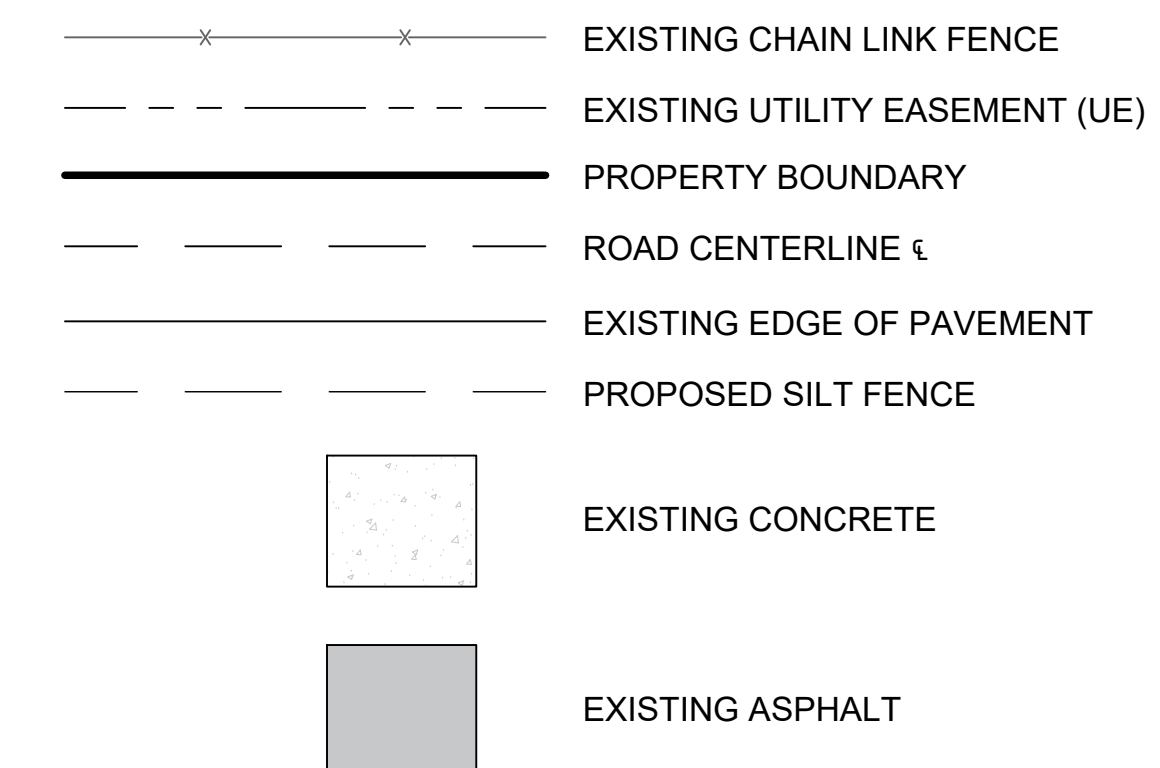 EXISTING CHAIN LINK FENCE
EXISTING UTILITY EASEMENT (UE)
PROPERTY BOUNDARY
ROAD CENTERLINE ℄
EXISTING EDGE OF PAVEMENT
PROPOSED SILT FENCE
EXISTING CONCRETE
EXISTING ASPHALT